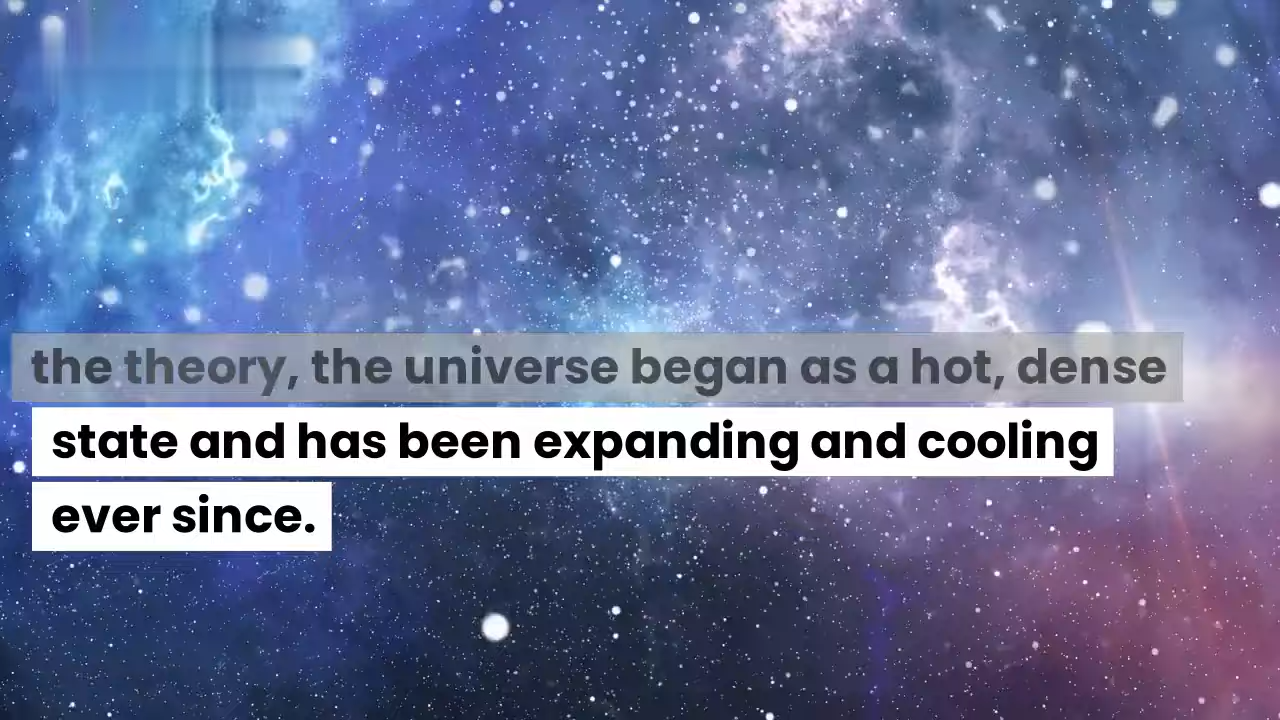 the theory, the universe began as a hot, dense
state and has been expanding and cooling
ever since.